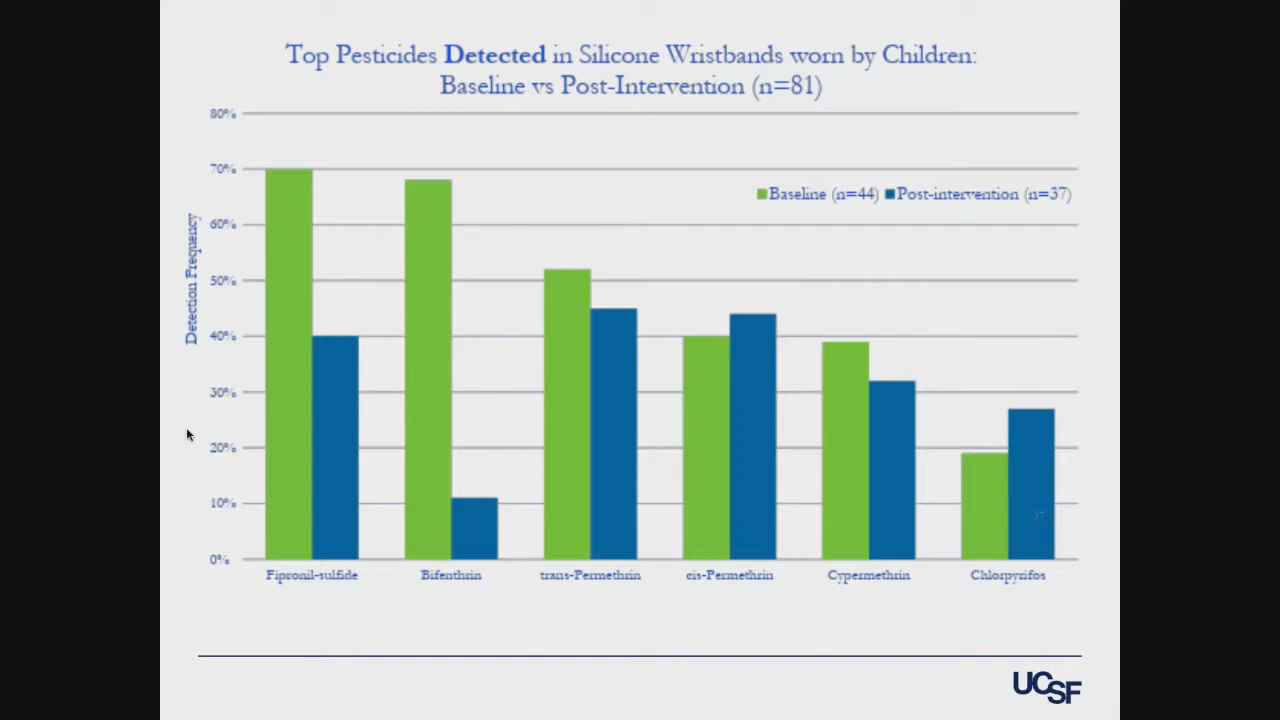 Top Pesticides Detected in Silicone Wristbands worn by Children:
Baseline vs Post-Intervention (n=81)
80%
70%
Baseline (n=44) Post-intervention (n=37)
60%
50%
40%
30%
20%
10%
0%
Detection Frequency
37
Fipronil-sulfide Bifenthrin trans-Permethrin cis-Permethrin Cypermethrin Chlorpyrifos
UCSF